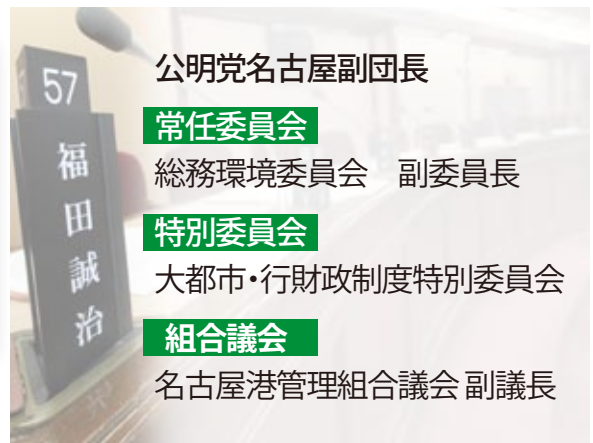 57
福田誠治
公明党名古屋副団長
常任委員会
総務環境委員会　副委員長
特別委員会
大都市・行財政制度特別委員会
組合議会
名古屋港管理組合議会 副議長